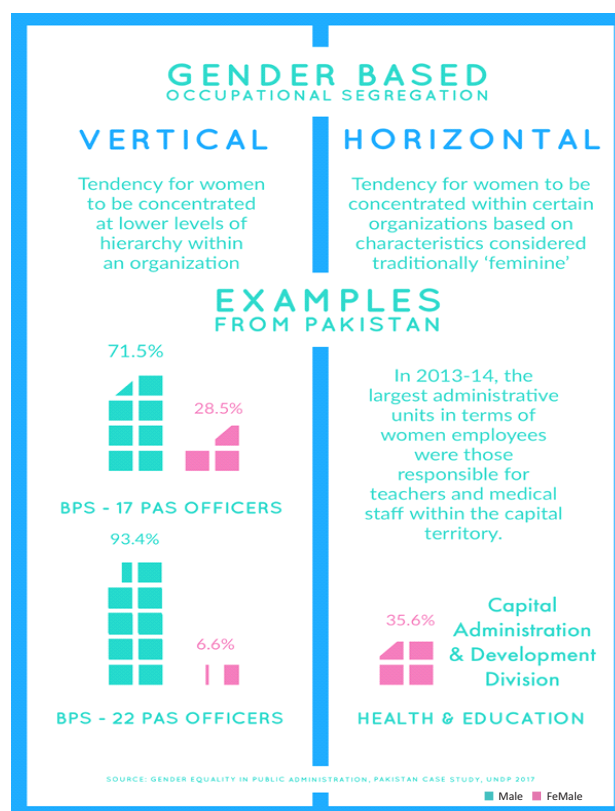 GENDER BASED
OCCUPATIONAL SEGREGATION
VERTICAL
Tendency for women
to be concentrated
at lower levels of
hierarchy within
an organization
HORIZONTAL
Tendency for women to be
concentrated within certain
organizations based on
characteristics considered
traditionally ‘feminine’
EXAMPLES
FROM PAKISTAN
71.5%
28.5%
BPS - 17 PAS OFFICERS
93.4%
6.6%
BPS - 22 PAS OFFICERS
In 2013-14, the
largest administrative
units in terms of
women employees
were those
responsible for
teachers and medical
staff within the capital
territory.
35.6%
Capital
Administration
& Development
Division
HEALTH & EDUCATION
SOURCE: GENDER EQUALITY IN PUBLIC ADMINISTRATION, PAKISTAN CASE STUDY, UNDP 2017
Male FeMale